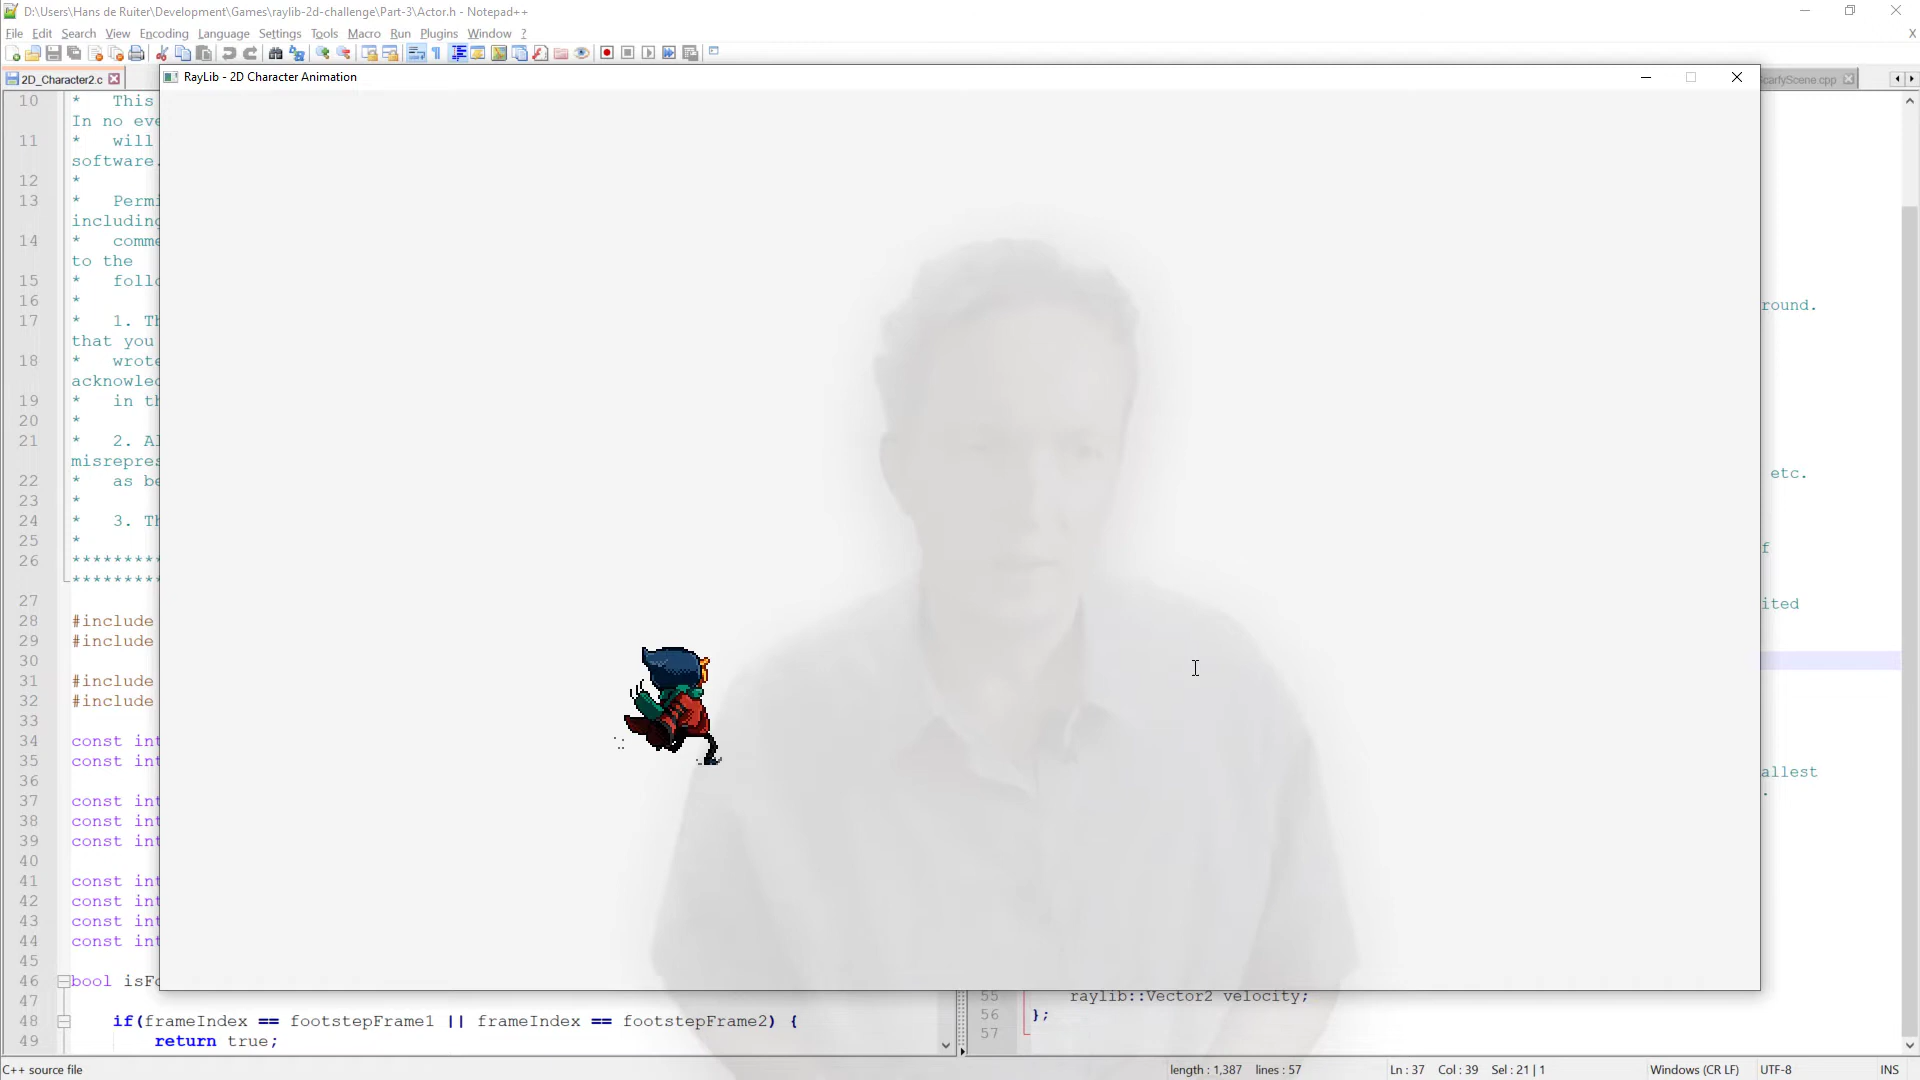 D:\Users\Hans de Ruiter\Development\Games\raylib-2d-challenge\Part-3\Actor.h - Notepad++
File Edit Search View Encoding Language Settings Tools Macro Run Plugins Window ?
X
2D_Character2.c
RayLib - 2D Character Animation
carfyScene cpp
10 * This
In no eve
11 * will
software.
12 *
13 * Permi
including
14 * comme
to the
15 * follo
16 *
round.
17 * 1. Th
that you
18 * wrote
acknowled
19 * in th
20 *
21 * 2. Al
misrepres
etc.
22 * as be
23 *
24 * 3. Th
25 *
f
26 *********
*********
27
ited
28 #include
29 #include
30
31 #include
32 #include
33
34 const int
35 const int
allest
36
.
37 const int
38 const int
39 const int
40
41 const int
42 const int
43 const int
44 const int
45
46 bool isFo
47
48 if(frameIndex == footstepFrame1 || frameIndex == footstepFrame2) {
49 return true;
55 raylib::Vector2 velocity;
56 };
57
C++ source file
length : 1,387 lines : 57
Ln : 37 Col : 39 Sel : 21 | 1
Windows (CR LF)
UTF-8
INS